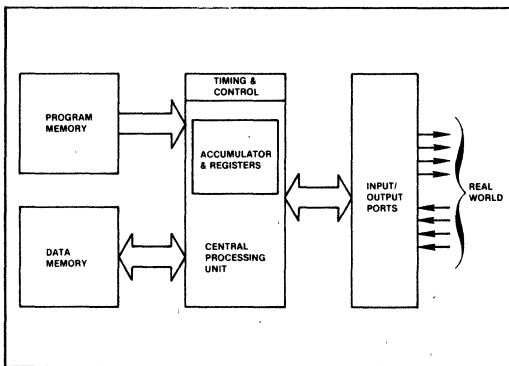 PROGRAM
MEMORY
DATA
MEMORY
TIMING &
CONTROL
ACCUMULATOR
& REGISTERS
CENTRAL
PROCESSING
UNIT
INPUT/
OUTPUT
PORTS
REAL
WORLD